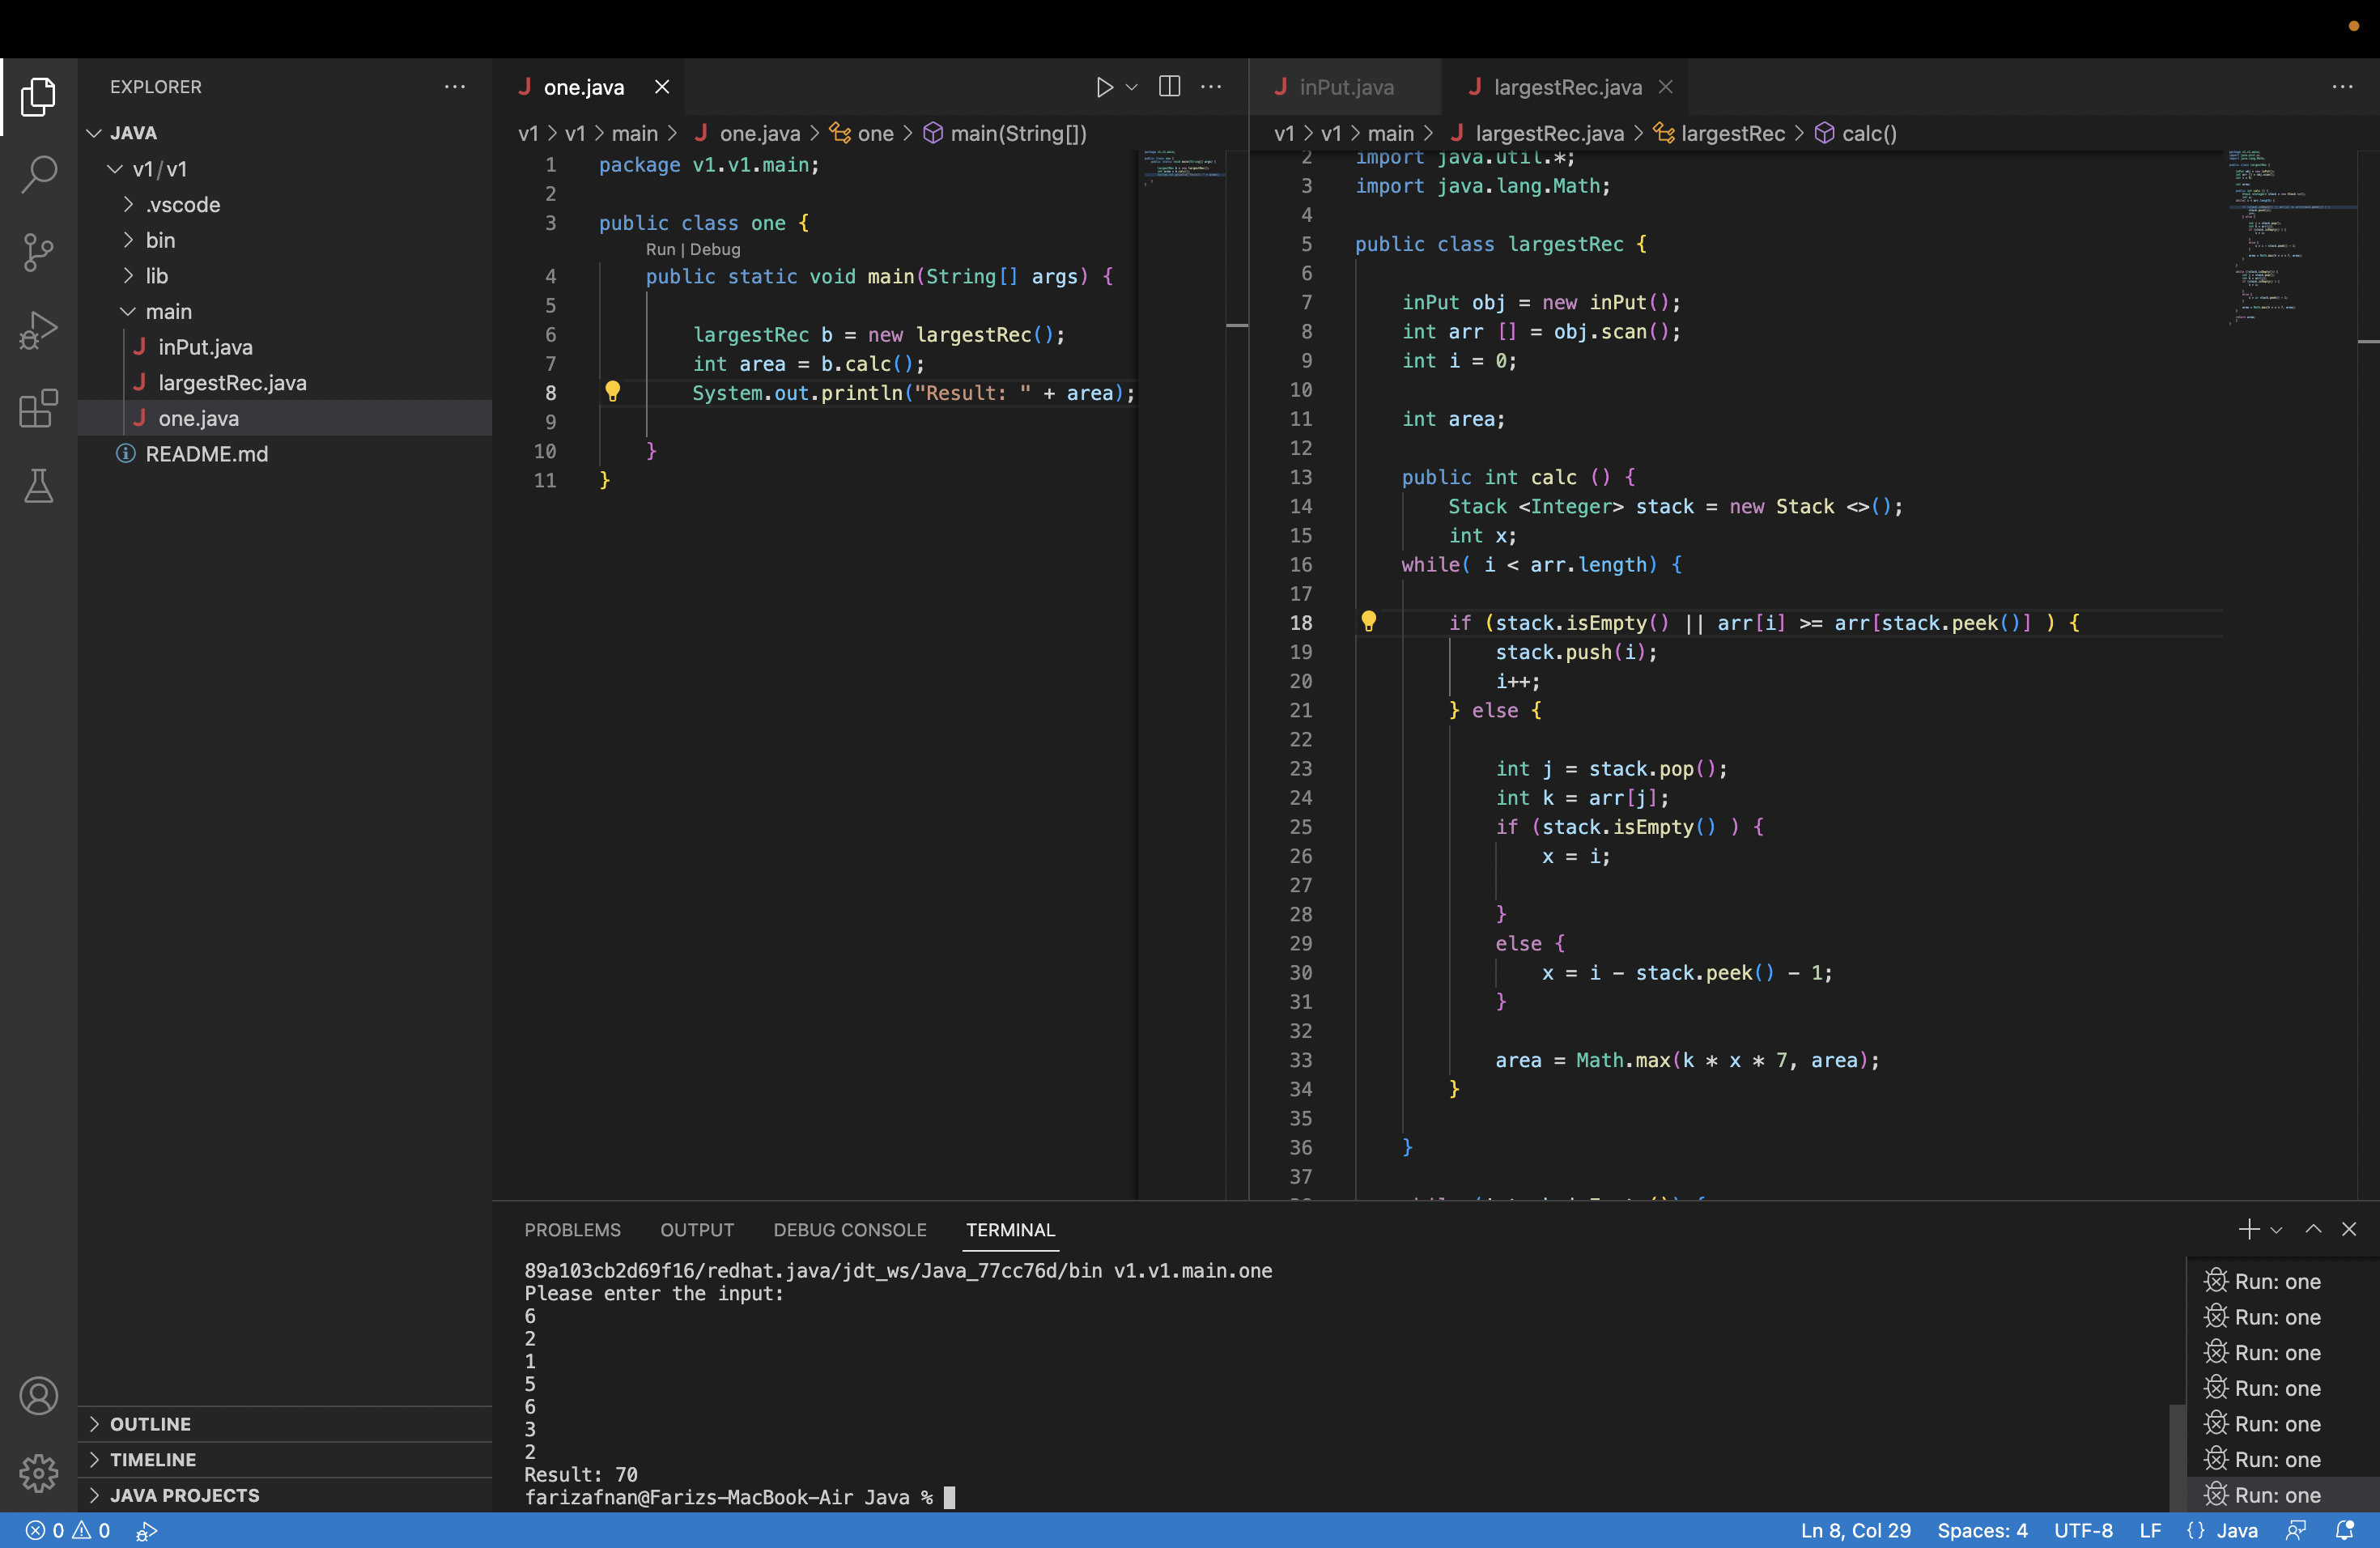 EXPLORER
JAVA
v1/v1
.vscode
bin
lib
main
inPut.java
largestRec.java
one.java
README.md
OUTLINE
TIMELINE
JAVA PROJECTS
one.java
v1 > v1 > main > one.java > one > main(String[])
1 package v1.v1.main;
2
3 public class one {
Run | Debug
4 public static void main(String[] args) {
5
6 largestRec b = new largestRec();
7 int area = b.calc();
8 System.out.println("Result: " + area);
9
10 }
11 }
inPut.java largestRec.java
v1 > v1 > main > largestRec.java > largestRec > calc()
2 import java.util.*;
3 import java.lang.Math;
4
5 public class largestRec {
6
7 inPut obj = new inPut();
8 int arr [] = obj.scan();
9 int i = 0;
10
11 int area;
12
13 public int calc () {
14 Stack <Integer> stack = new Stack <>();
15 int x;
16 while( i < arr.length) {
17
18 if (stack.isEmpty() || arr[i] >= arr[stack.peek()] ) {
19 stack.push(i);
20 i++;
21 } else {
22
23 int j = stack.pop();
24 int k = arr[j];
25 if (stack.isEmpty() ) {
26 x = i;
27
28 }
29 else {
30 x = i - stack.peek() - 1;
31 }
32
33 area = Math.max(k * x * 7, area);
34 }
35
36 }
37
PROBLEMS OUTPUT DEBUG CONSOLE TERMINAL
89a103cb2d69f16/redhat.java/jdt_ws/Java_77cc76d/bin v1.v1.main.one
Please enter the input:
6
2
1
5
6
3
2
Result: 70
farizafnan@Farizs-MacBook-Air Java %
Run: one
Run: one
Run: one
Run: one
Run: one
Run: one
Run: one
0 0
Ln 8, Col 29 Spaces: 4 UTF-8 LF {} Java